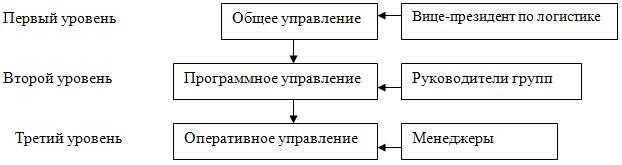 Первый уровень
Общее управление
Вице-президент по логистике
Второй уровень
Программное управление
Руководители групп
Третий уровень
Оперативное управление
Менеджеры